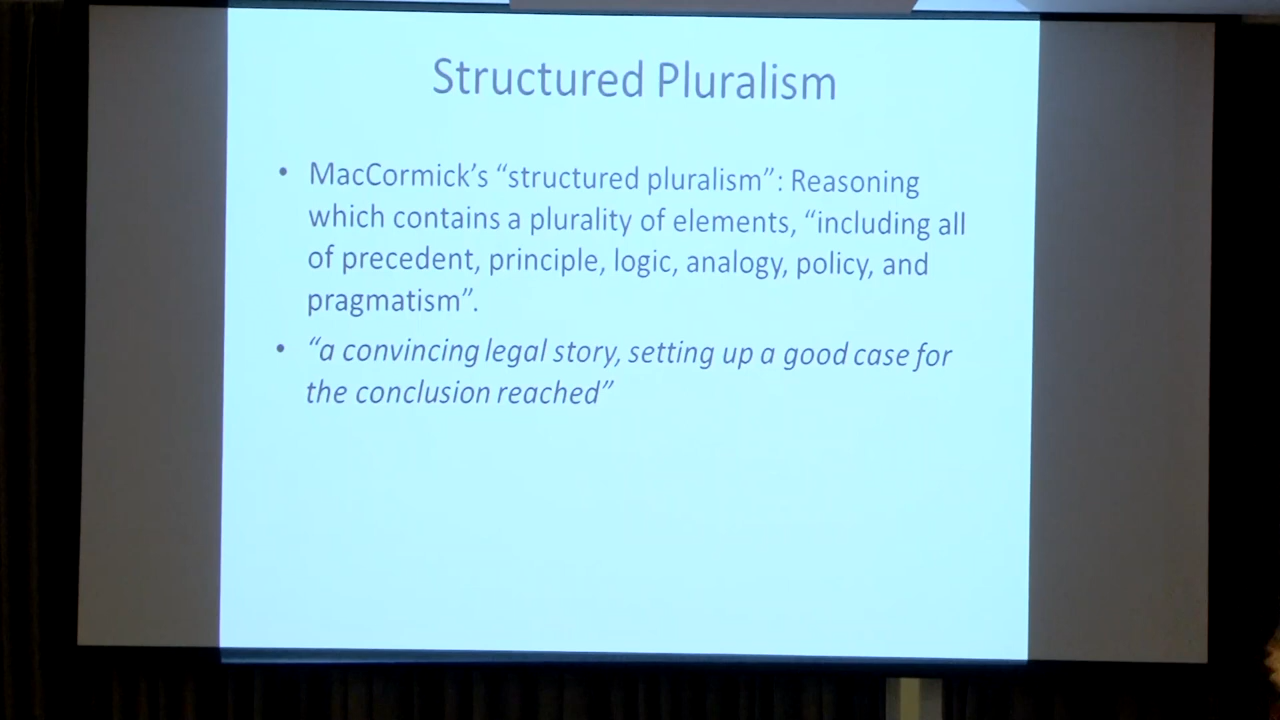 Structured Pluralism
• MacCormick's “structured pluralism”: Reasoning
which contains a plurality of elements, “including all
of precedent, principle, logic, analogy, policy, and
pragmatism”.
• “a convincing legal story, setting up a good case for
the conclusion reached”